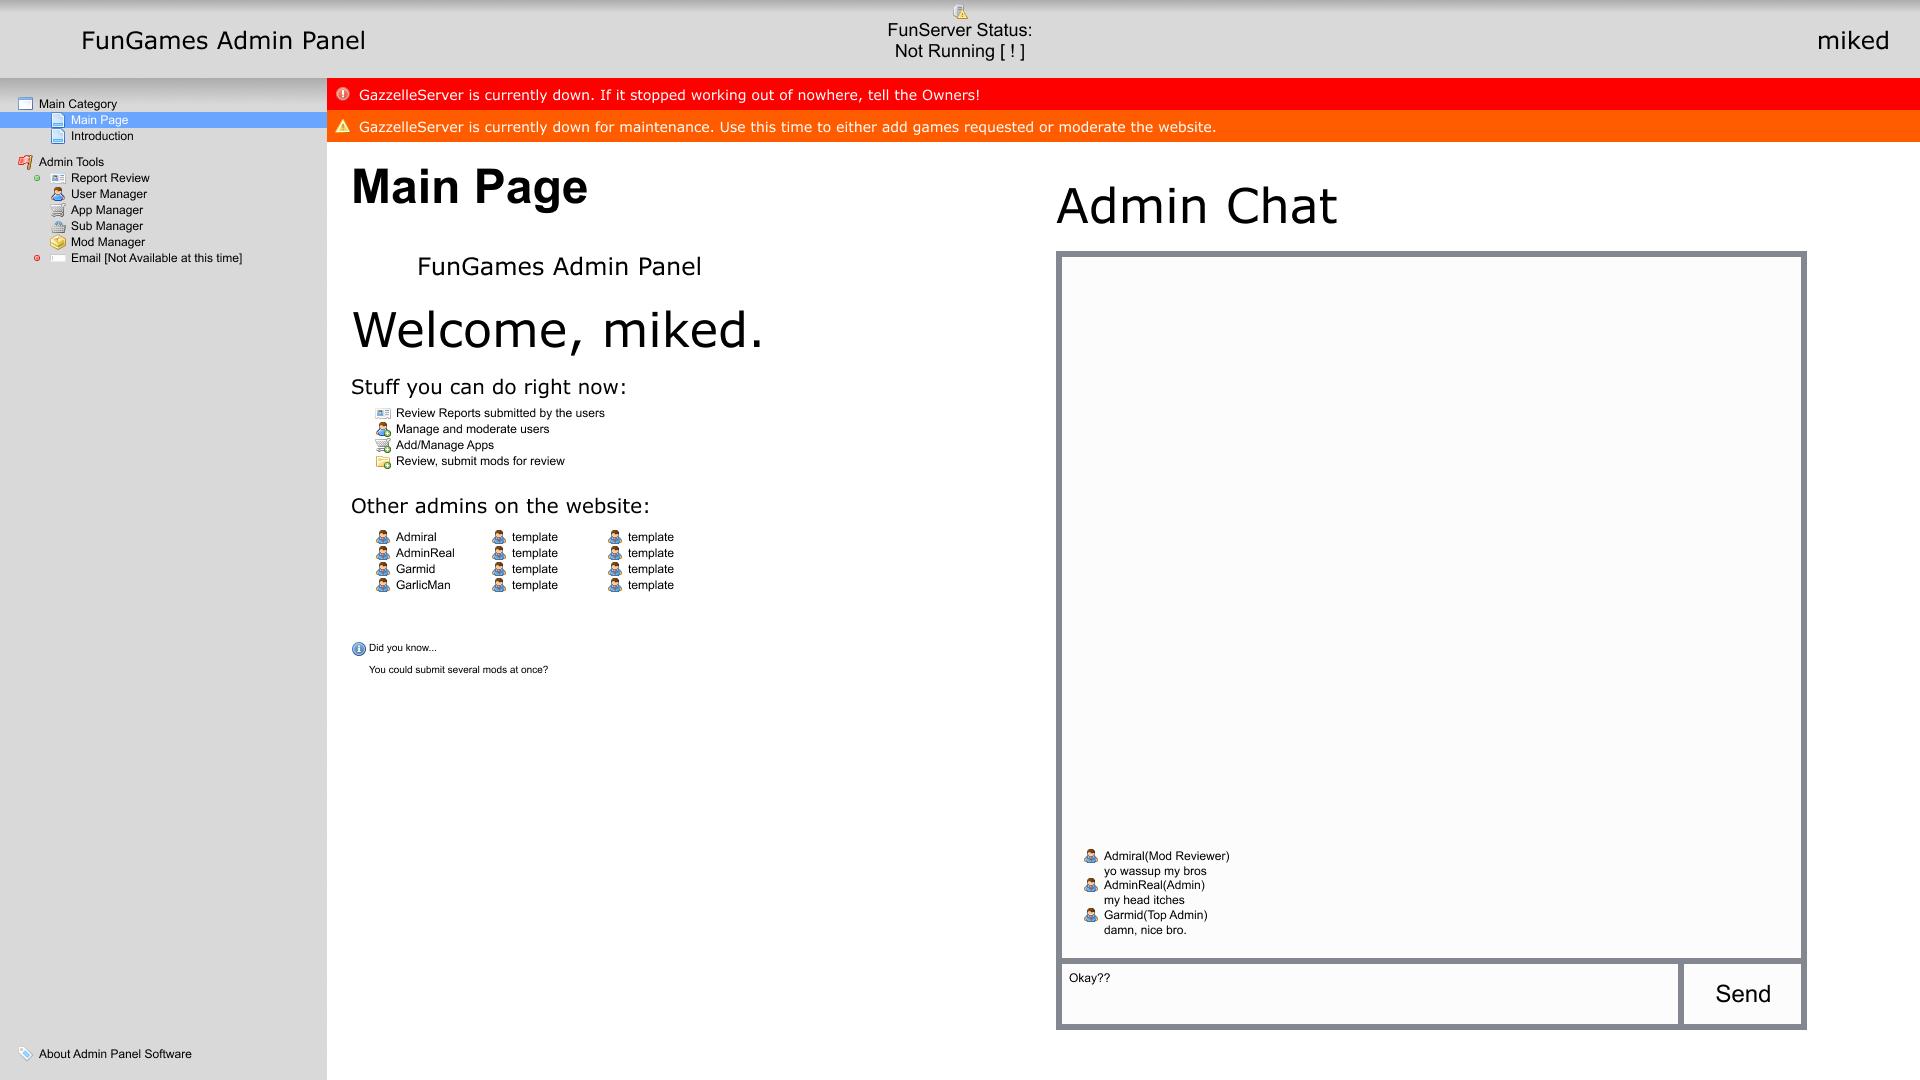 FunGames Admin Panel
FunServer Status:
Not Running [ ! ]
miked
Main Category
Main Page
Introduction
Admin Tools
Report Review
User Manager
App Manager
Sub Manager
Mod Manager
Email [Not Available at this time]
About Admin Panel Software
GazzelleServer is currently down. If it stopped working out of nowhere, tell the Owners!
GazzelleServer is currently down for maintenance. Use this time to either add games requested or moderate the website.
Main Page
FunGames Admin Panel
Welcome, miked.
Stuff you can do right now:
Review Reports submitted by the users
Manage and moderate users
Add/Manage Apps
Review, submit mods for review
Other admins on the website:
Admiral template template
AdminReal template template
Garmid template template
GarlicMan template template
Did you know...
You could submit several mods at once?
Admin Chat
Admiral(Mod Reviewer)
yo wassup my bros
AdminReal(Admin)
my head itches
Garmid(Top Admin)
damn, nice bro.
Okay??
Send